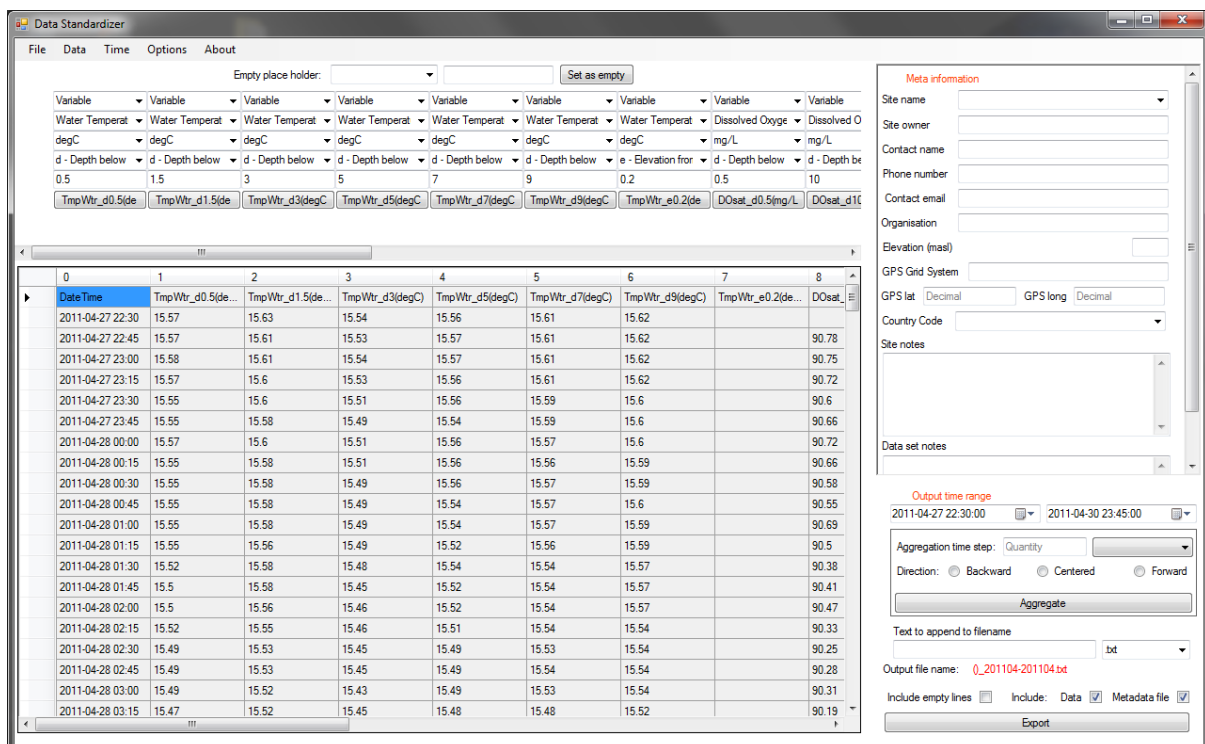 Data Standardizer
File Data Time Options About
Empty place holder: Set as empty
Variable Variable Variable Variable Variable Variable Variable Variable Variable
Water Temperat Water Temperat Water Temperat Water Temperat Water Temperat Water Temperat Water Temperat Dissolved Oxyge Dissolved O
degC degC degC degC degC degC degC mg/L mg/L
d - Depth below d - Depth below d - Depth below d - Depth below d - Depth below d - Depth below e - Elevation fror d - Depth below d - Depth be
0.5 1.5 3 5 7 9 0.2 0.5 10
TmpWtr_d0.5(de TmpWtr_d1.5(de TmpWtr_d3(degC TmpWtr_d5(degC TmpWtr_d7(degC TmpWtr_d9(degC TmpWtr_e0.2(de DOsat_d0.5(mg/L DOsat_d10
0 1 2 3 4 5 6 7 8
DateTime TmpWtr_d0.5(de... TmpWtr_d1.5(de... TmpWtr_d3(degC) TmpWtr_d5(degC) TmpWtr_d7(degC) TmpWtr_d9(degC) TmpWtr_e0.2(de... DOsat_
2011-04-27 22:30 15.57 15.63 15.54 15.56 15.61 15.62
2011-04-27 22:45 15.57 15.61 15.53 15.57 15.61 15.62 90.78
2011-04-27 23:00 15.58 15.61 15.54 15.57 15.61 15.62 90.75
2011-04-27 23:15 15.57 15.6 15.53 15.56 15.61 15.62 90.72
2011-04-27 23:30 15.55 15.6 15.51 15.56 15.59 15.6 90.6
2011-04-27 23:45 15.55 15.58 15.49 15.54 15.59 15.6 90.66
2011-04-28 00:00 15.57 15.6 15.51 15.56 15.57 15.6 90.72
2011-04-28 00:15 15.55 15.58 15.51 15.56 15.56 15.59 90.66
2011-04-28 00:30 15.55 15.58 15.49 15.56 15.57 15.59 90.58
2011-04-28 00:45 15.55 15.58 15.49 15.54 15.57 15.6 90.55
2011-04-28 01:00 15.55 15.58 15.49 15.54 15.57 15.59 90.69
2011-04-28 01:15 15.55 15.56 15.49 15.52 15.56 15.59 90.5
2011-04-28 01:30 15.52 15.58 15.48 15.54 15.54 15.57 90.38
2011-04-28 01:45 15.5 15.58 15.45 15.52 15.54 15.57 90.41
2011-04-28 02:00 15.5 15.56 15.46 15.52 15.54 15.57 90.47
2011-04-28 02:15 15.52 15.55 15.46 15.51 15.54 15.54 90.33
2011-04-28 02:30 15.49 15.53 15.45 15.49 15.53 15.54 90.25
2011-04-28 02:45 15.49 15.53 15.45 15.49 15.54 15.54 90.28
2011-04-28 03:00 15.49 15.52 15.43 15.49 15.53 15.54 90.31
2011-04-28 03:15 15.47 15.52 15.45 15.48 15.48 15.52 90.19
Meta information
Site name
Site owner
Contact name
Phone number
Contact email
Organisation
Elevation (masl)
GPS Grid System
GPS lat Decimal GPS long Decimal
Country Code
Site notes
Data set notes
Output time range
2011-04-27 22:30:00 2011-04-30 23:45:00
Aggregation time step: Quantity
Direction: Backward Centered Forward
Aggregate
Text to append to filename
.txt
Output file name: ()_201104-201104.txt
Include empty lines Include: Data Metadata file
Export